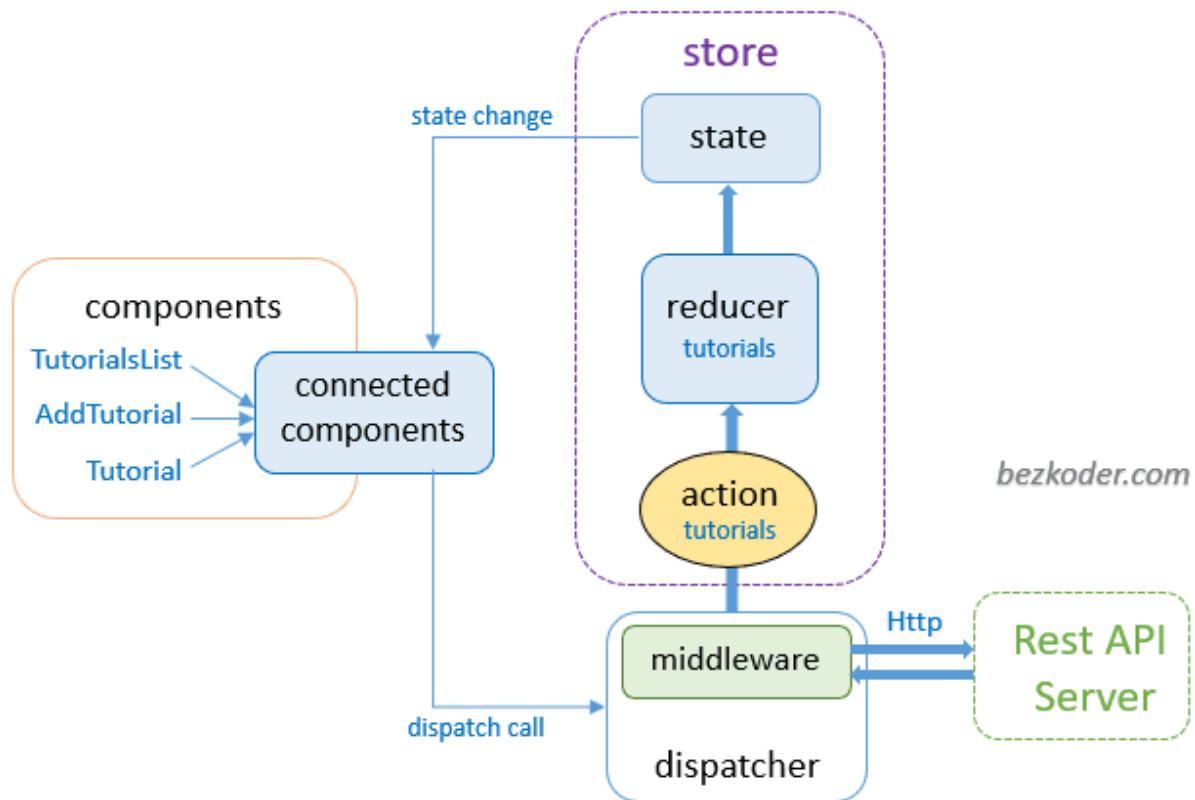 store
state change
state
components
reducer
tutorials
TutorialsList
connected
components
AddTutorial
Tutorial
action
tutorials
bezkoder.com
Http
middleware
Rest API
Server
dispatch call
dispatcher